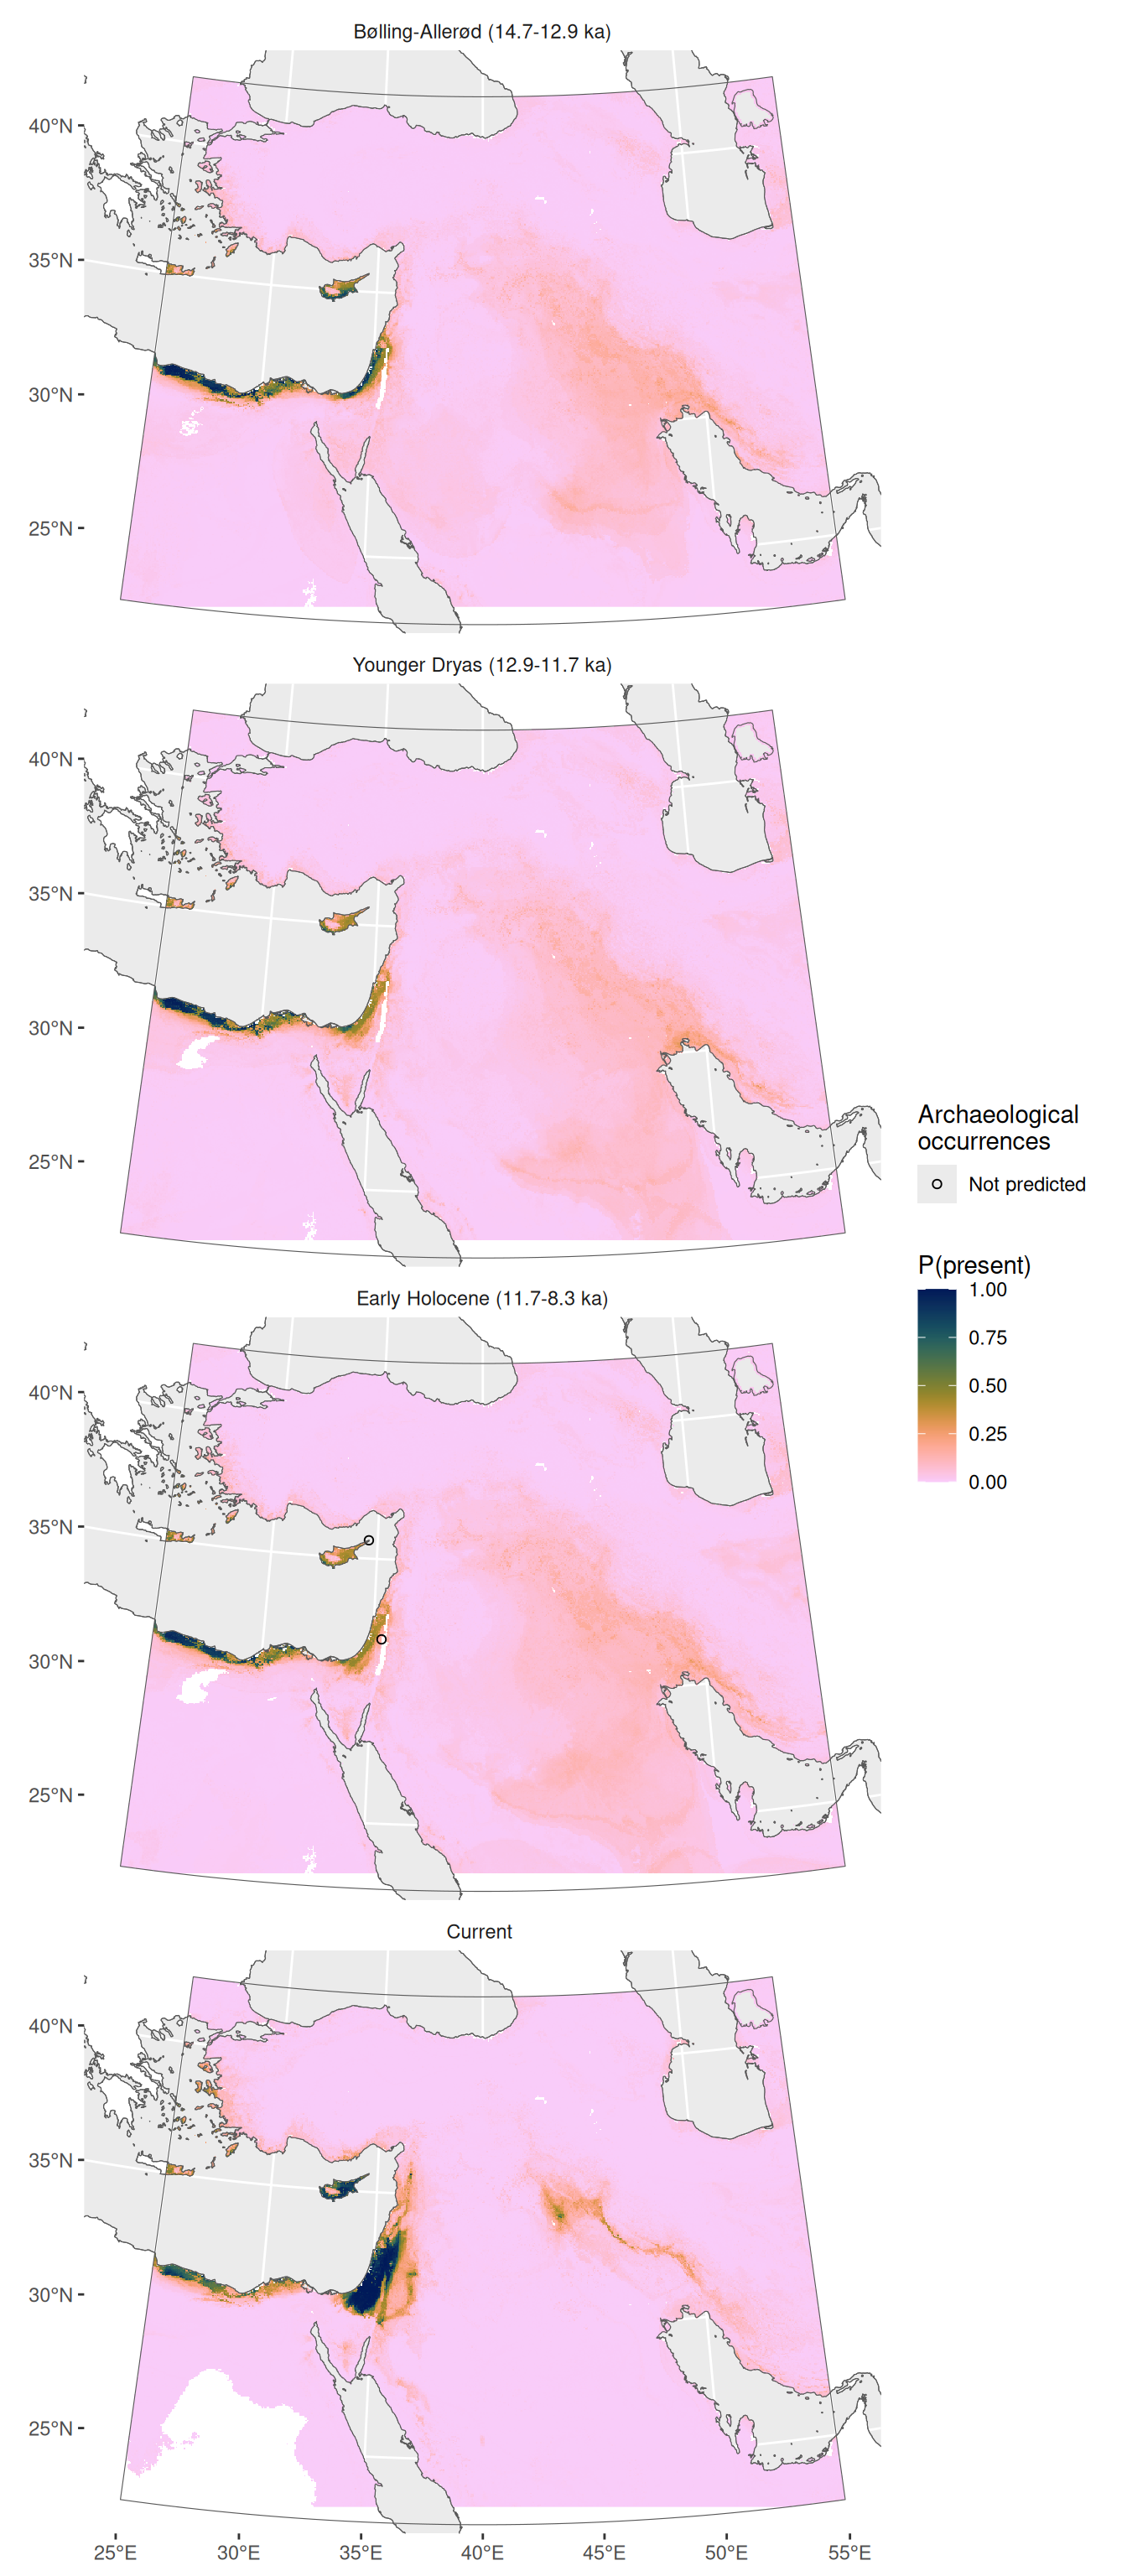 Bølling-Allerød (14.7-12.9 ka)
40°N
35°N
30°N
25°N
Younger Dryas (12.9-11.7 ka)
40°N
35°N
30°N
25°N
Archaeological
occurrences
Not predicted
P(present)
1.00
0.75
0.50
0.25
0.00
Early Holocene (11.7-8.3 ka)
40°N
35°N
30°N
25°N
Current
40°N
35°N
30°N
25°N
25°E 30°E 35°E 40°E 45°E 50°E 55°E